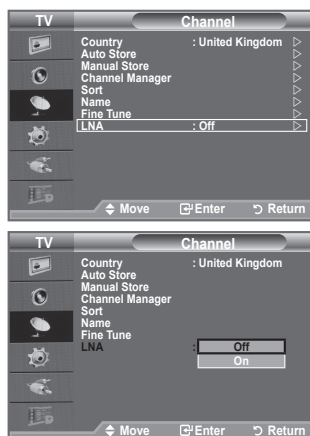 TV Channel
Country : United Kingdom
Auto Store
Manual Store
Channel Manager
Sort
Name
Fine Tune
LNA : Off
Move Enter Return
TV Channel
Country : United Kingdom
Auto Store
Manual Store
Channel Manager
Sort
Name
Fine Tune
LNA : Off
On
Move Enter Return